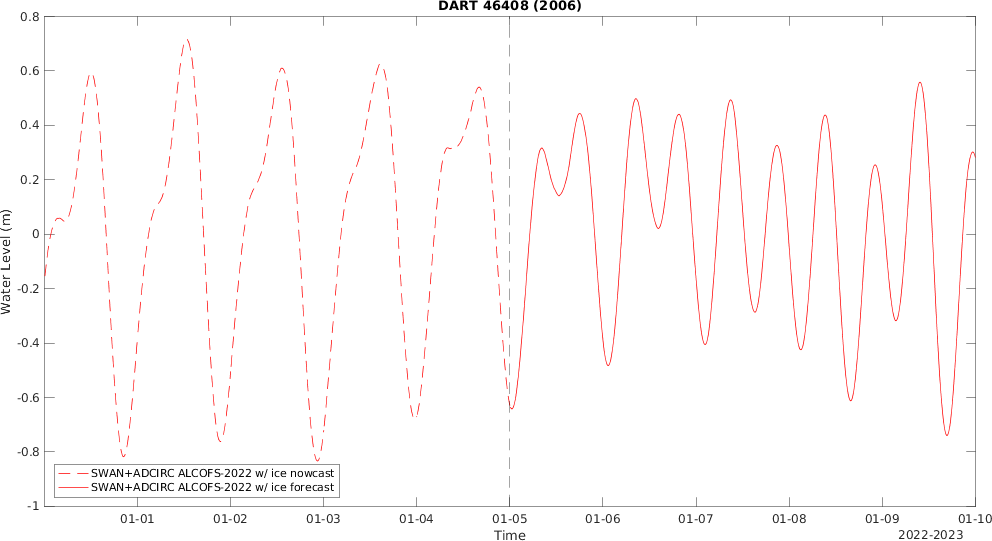 DART 46408 (2006)
0.8
0.6
0.4
0.2
0
-0.2
-0.4
-0.6
-0.8
-1
Water Level (m)
SWAN+ADCIRC ALCOFS-2022 w/ ice nowcast
SWAN+ADCIRC ALCOFS-2022 w/ ice forecast
01-01 01-02 01-03 01-04 01-05 01-06 01-07 01-08 01-09 01-10
Time
2022-2023